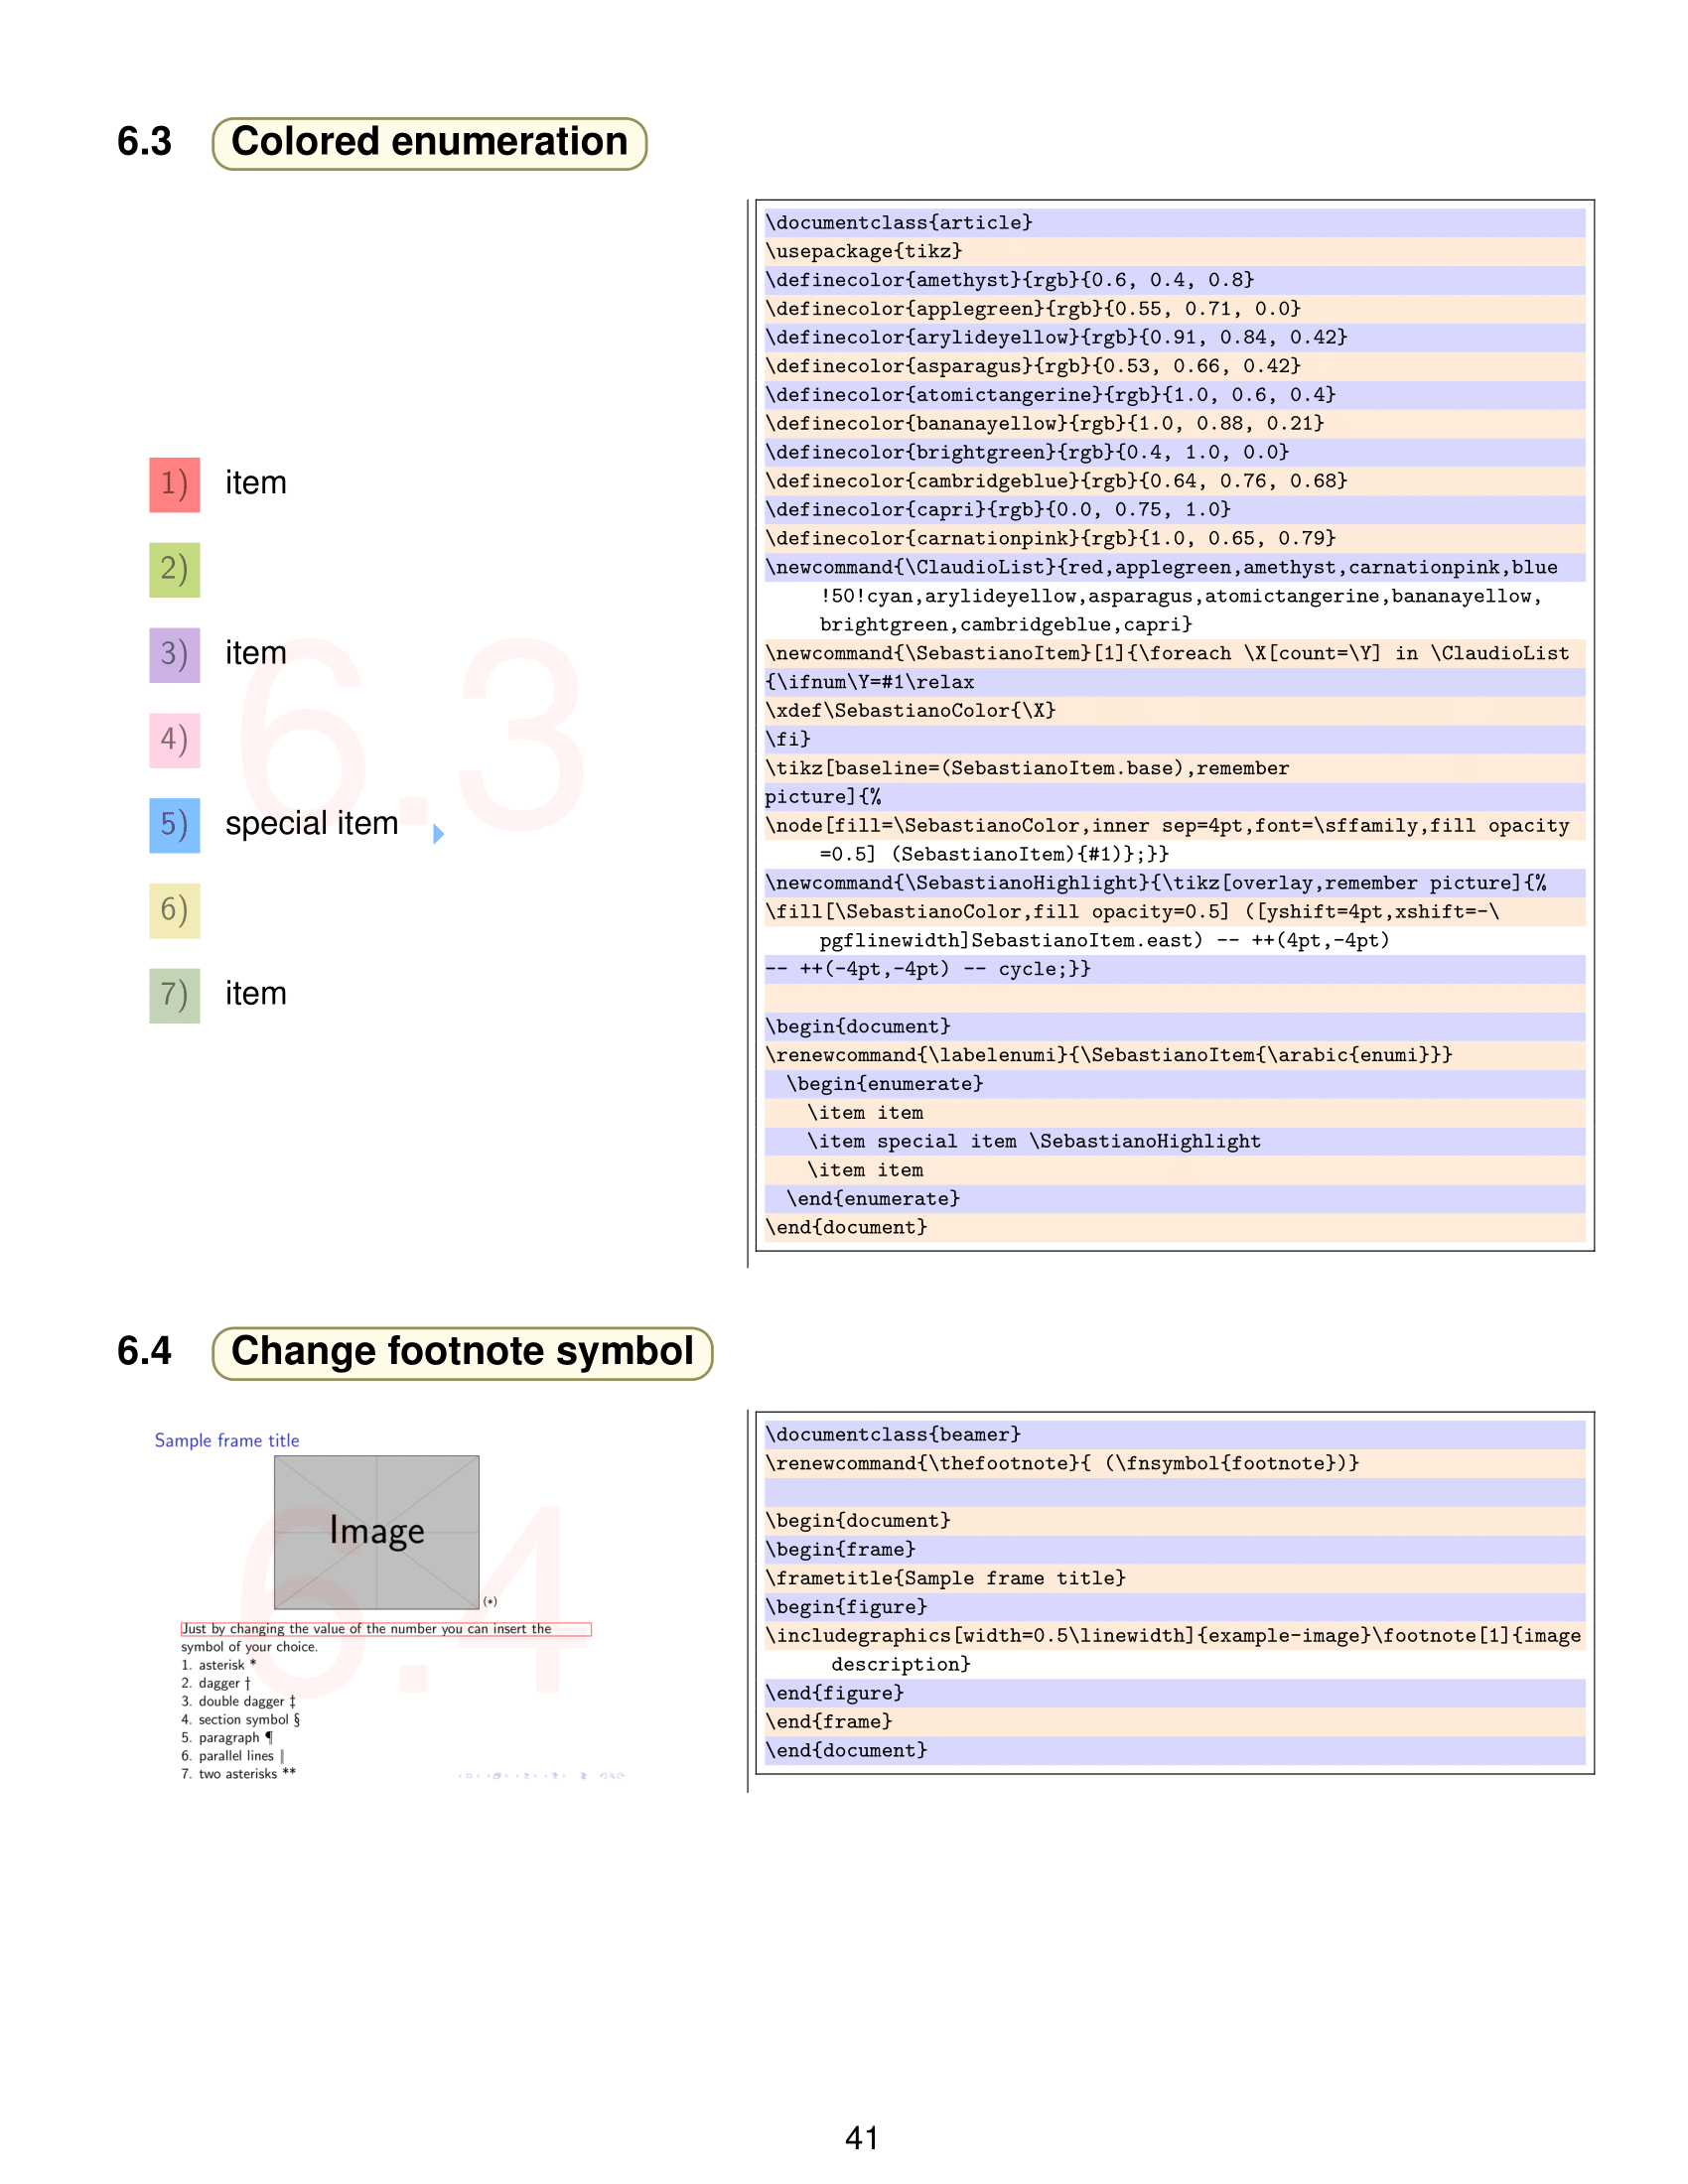 6.3 Colored enumeration
1) item
2)
3) item
4)
5) special item
6)
7) item
6.3
\documentclass{article}
\usepackage{tikz}
\definecolor{amethyst}{rgb}{0.6, 0.4, 0.8}
\definecolor{applegreen}{rgb}{0.55, 0.71, 0.0}
\definecolor{arylideyellow}{rgb}{0.91, 0.84, 0.42}
\definecolor{asparagus}{rgb}{0.53, 0.66, 0.42}
\definecolor{atomictangerine}{rgb}{1.0, 0.6, 0.4}
\definecolor{bananayellow}{rgb}{1.0, 0.88, 0.21}
\definecolor{brightgreen}{rgb}{0.4, 1.0, 0.0}
\definecolor{cambridgeblue}{rgb}{0.64, 0.76, 0.68}
\definecolor{capri}{rgb}{0.0, 0.75, 1.0}
\definecolor{carnationpink}{rgb}{1.0, 0.65, 0.79}
\newcommand{\ClaudioList}{red,applegreen,amethyst,carnationpink,blue
!50!cyan,arylideyellow,asparagus,atomictangerine,bananayellow,
brightgreen,cambridgeblue,capri}
\newcommand{\SebastianoItem}[1]{\foreach \X[count=\Y] in \ClaudioList
{\ifnum\Y=#1\relax
\xdef\SebastianoColor{\X}
\fi}
\tikz[baseline=(SebastianoItem.base),remember
picture]{%
\node[fill=\SebastianoColor,inner sep=4pt,font=\sffamily,fill opacity
=0.5] (SebastianoItem){#1)};}}
\newcommand{\SebastianoHighlight}{\tikz[overlay,remember picture]{%
\fill[\SebastianoColor,fill opacity=0.5] ([yshift=4pt,xshift=-\
pgflinewidth]SebastianoItem.east) -- ++(4pt,-4pt)
-- ++(-4pt,-4pt) -- cycle;}}
\begin{document}
\renewcommand{\labelenumi}{\SebastianoItem{\arabic{enumi}}}
\begin{enumerate}
\item item
\item special item \SebastianoHighlight
\item item
\end{enumerate}
\end{document}
6.4 Change footnote symbol
Sample frame title
Image
(*)
Just by changing the value of the number you can insert the
symbol of your choice.
1. asterisk *
2. dagger †
3. double dagger ‡
4. section symbol §
5. paragraph ¶
6. parallel lines ∥
7. two asterisks **
6.4
\documentclass{beamer}
\renewcommand{\thefootnote}{ (\fnsymbol{footnote})}
\begin{document}
\begin{frame}
\frametitle{Sample frame title}
\begin{figure}
\includegraphics[width=0.5\linewidth]{example-image}\footnote[1]{image
description}
\end{figure}
\end{frame}
\end{document}
41